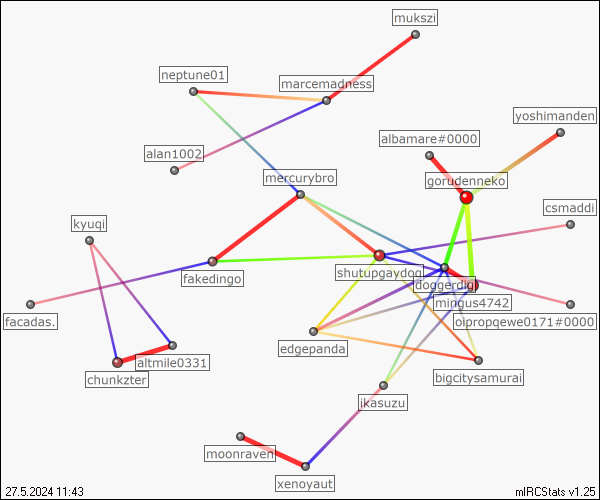 mukszi
neptune01
marcemadness
yoshimanden
albamare#0000
alan1002
mercurybro
gorudenneko
csmaddi
kyuqi
shutupgaydog
fakedingo
doggerdig
mingus4742
facadas.
oipropqewe0171#0000
edgepanda
altmile0331
chunkzter
bigcitysamurai
ikasuzu
moonraven
xenoyaut
27.5.2024 11:43
mIRCStats v1.25